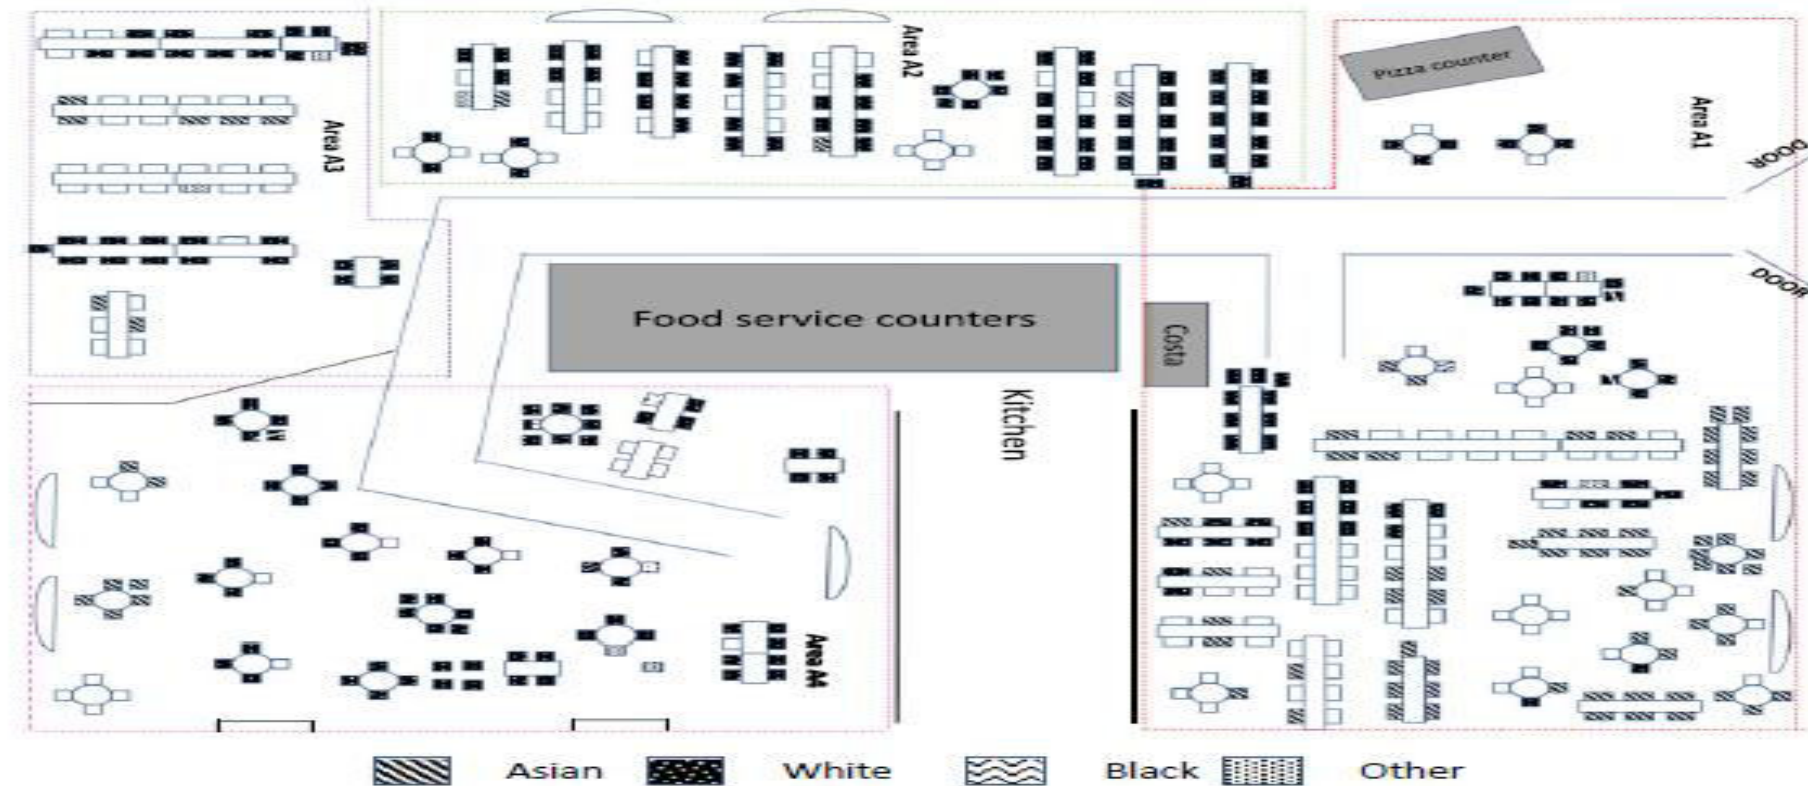 Area A2
Pizza counter
Area A1
Area A3
DOOR
DOOR
Food service counters
Costa
Kitchen
Area A4
Asian
White
Black
Other